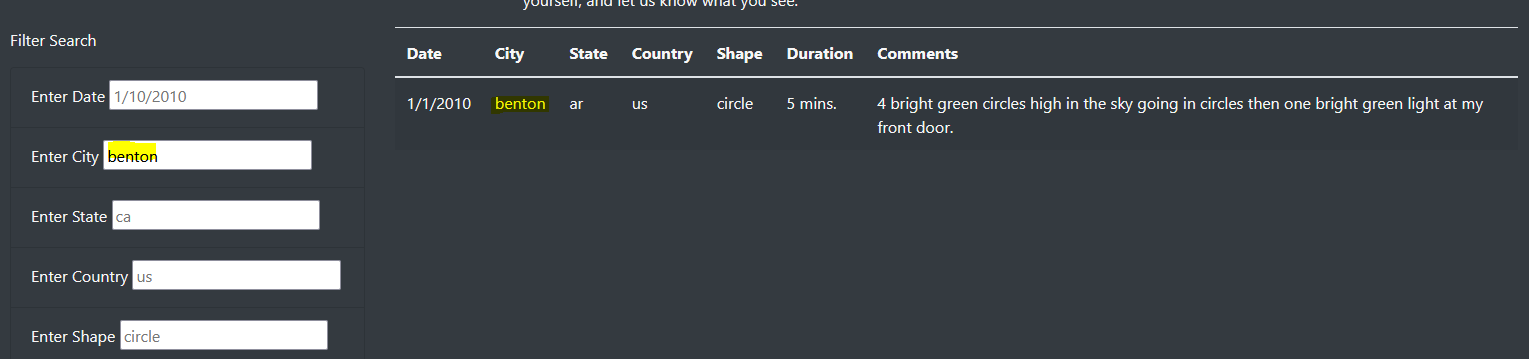 yourself, and let us know what you see.
Filter Search
Enter Date 1/10/2010
Enter City benton
Enter State ca
Enter Country us
Enter Shape circle
Date City State Country Shape Duration Comments
1/1/2010 benton ar us circle 5 mins. 4 bright green circles high in the sky going in circles then one bright green light at my
front door.